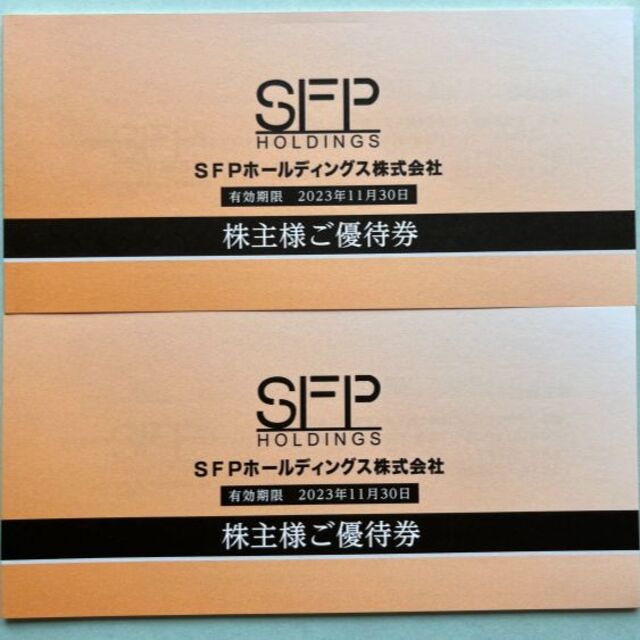 SFP
HOLDINGS
SFPホールディングス株式会社
有効期限 2023年11月30日
株主様ご優待券
SFP
HOLDINGS
SFPホールディングス株式会社
有効期限 2023年11月30日
株主様ご優待券